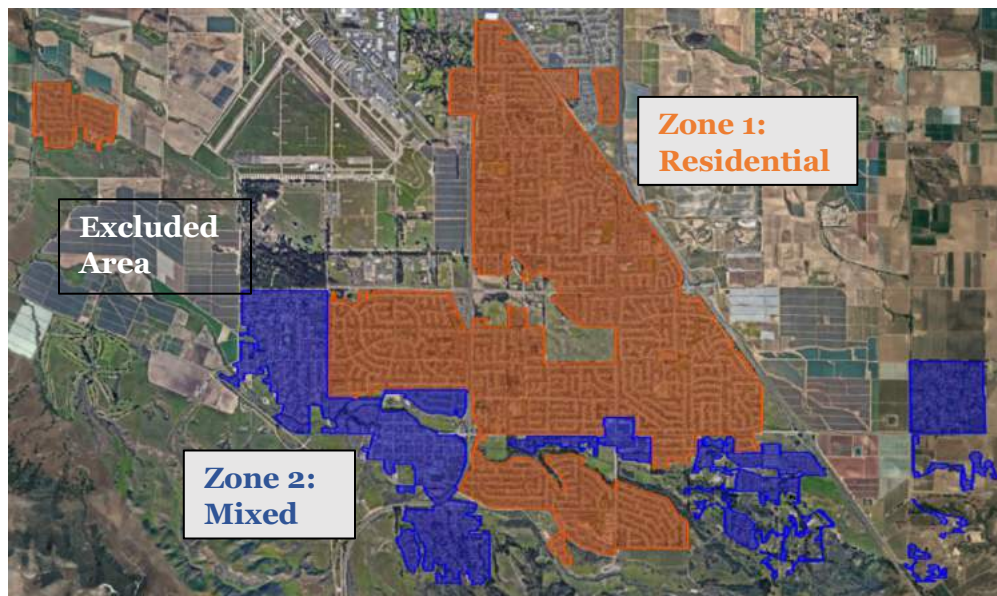 Zone 1:
Residential
Excluded
Area
Zone 2:
Mixed